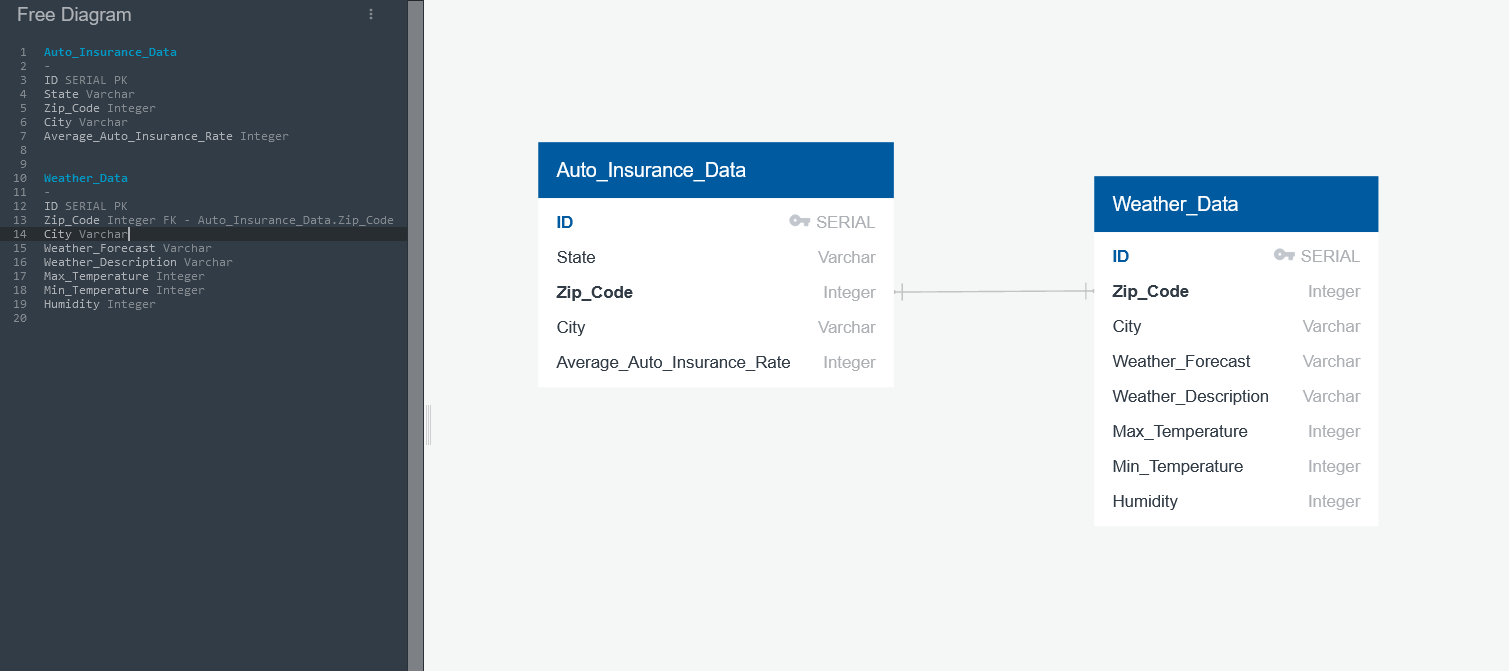 Free Diagram
1 Auto_Insurance_Data
2 -
3 ID SERIAL PK
4 State Varchar
5 Zip_Code Integer
6 City Varchar
7 Average_Auto_Insurance_Rate Integer
8
9
10 Weather_Data
11 -
12 ID SERIAL PK
13 Zip_Code Integer FK - Auto_Insurance_Data.Zip_Code
14 City Varchar
15 Weather_Forecast Varchar
16 Weather_Description Varchar
17 Max_Temperature Integer
18 Min_Temperature Integer
19 Humidity Integer
20
Auto_Insurance_Data
ID SERIAL
State Varchar
Zip_Code Integer
City Varchar
Average_Auto_Insurance_Rate Integer
Weather_Data
ID SERIAL
Zip_Code Integer
City Varchar
Weather_Forecast Varchar
Weather_Description Varchar
Max_Temperature Integer
Min_Temperature Integer
Humidity Integer